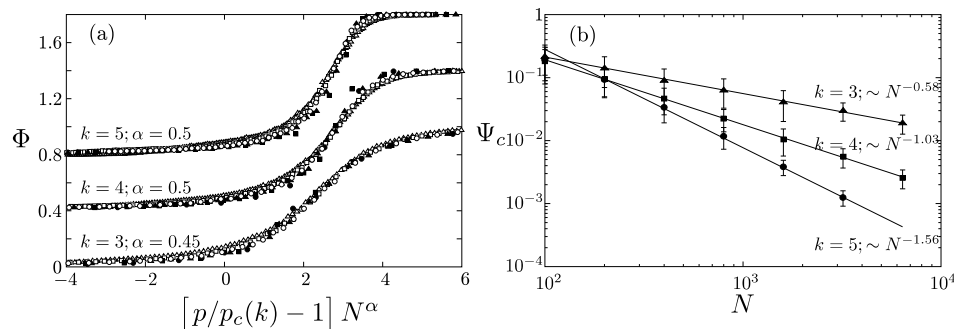 (a)
1.6
1.2
0.8
0.4
0
Φ
k = 5; α = 0.5
k = 4; α = 0.5
k = 3; α = 0.45
−4 −2 0 2 4 6
[p/p_c(k) − 1] N^α
(b)
1
10^−1
10^−2
10^−3
10^−4
Ψ_c
k = 3; ∼ N^−0.58
k = 4; ∼ N^−1.03
k = 5; ∼ N^−1.56
10^2 10^3 10^4
N